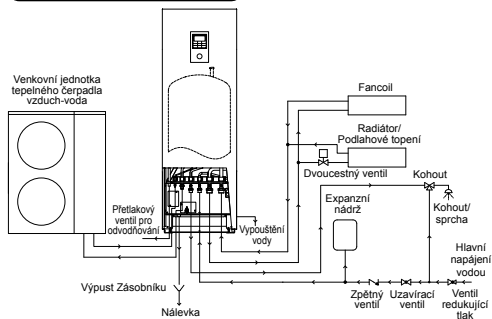 Venkovní jednotka
tepelného čerpadla
vzduch-voda
Fancoil
Radiátor/
Podlahové topení
Dvoucestný ventil
Kohout
Kohout/
sprcha
Expanzní
nádrž
Přetlakový
ventil pro
odvodňování
Vypouštění
vody
Hlavní
napájení
vodou
Výpust Zásobníku
Nálevka
Zpětný
ventil
Uzavírací
ventil
Ventil
redukující
tlak